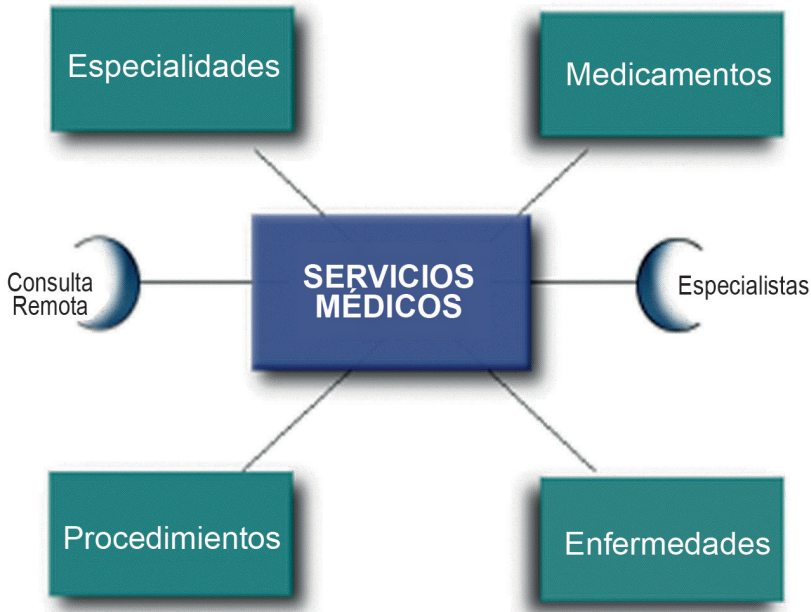 Especialidades
Medicamentos
Consulta
Remota
SERVICIOS
MÉDICOS
Especialistas
Procedimientos
Enfermedades